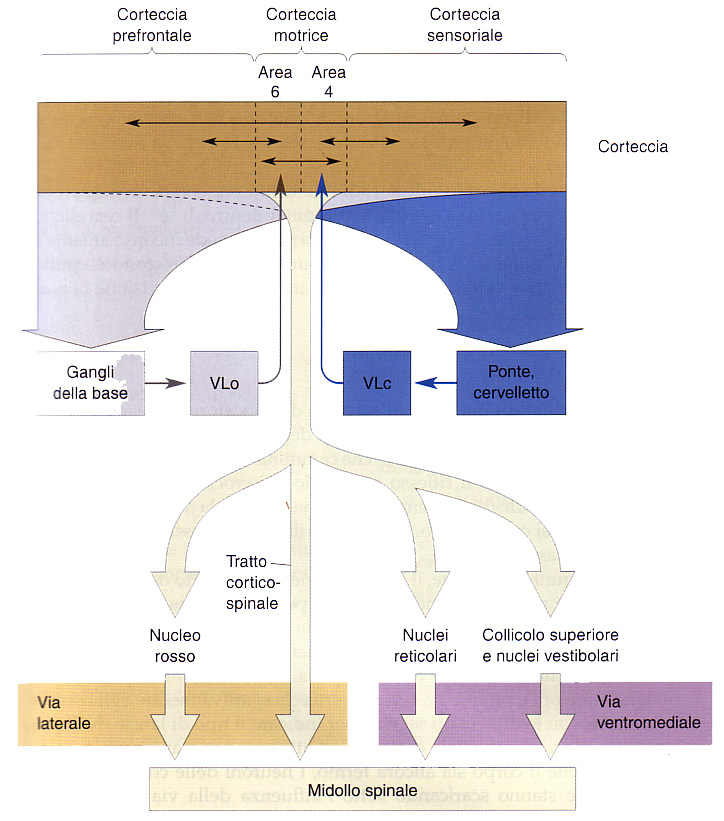 Corteccia
prefrontale
Corteccia
motrice
Corteccia
sensoriale
Area
6
Area
4
Corteccia
Gangli
della base
VLo
VLc
Ponte,
cervelletto
Tratto
cortico-
spinale
Nucleo
rosso
Nuclei
reticolari
Collicolo superiore
e nuclei vestibolari
Via
laterale
Via
ventromediale
Midollo spinale